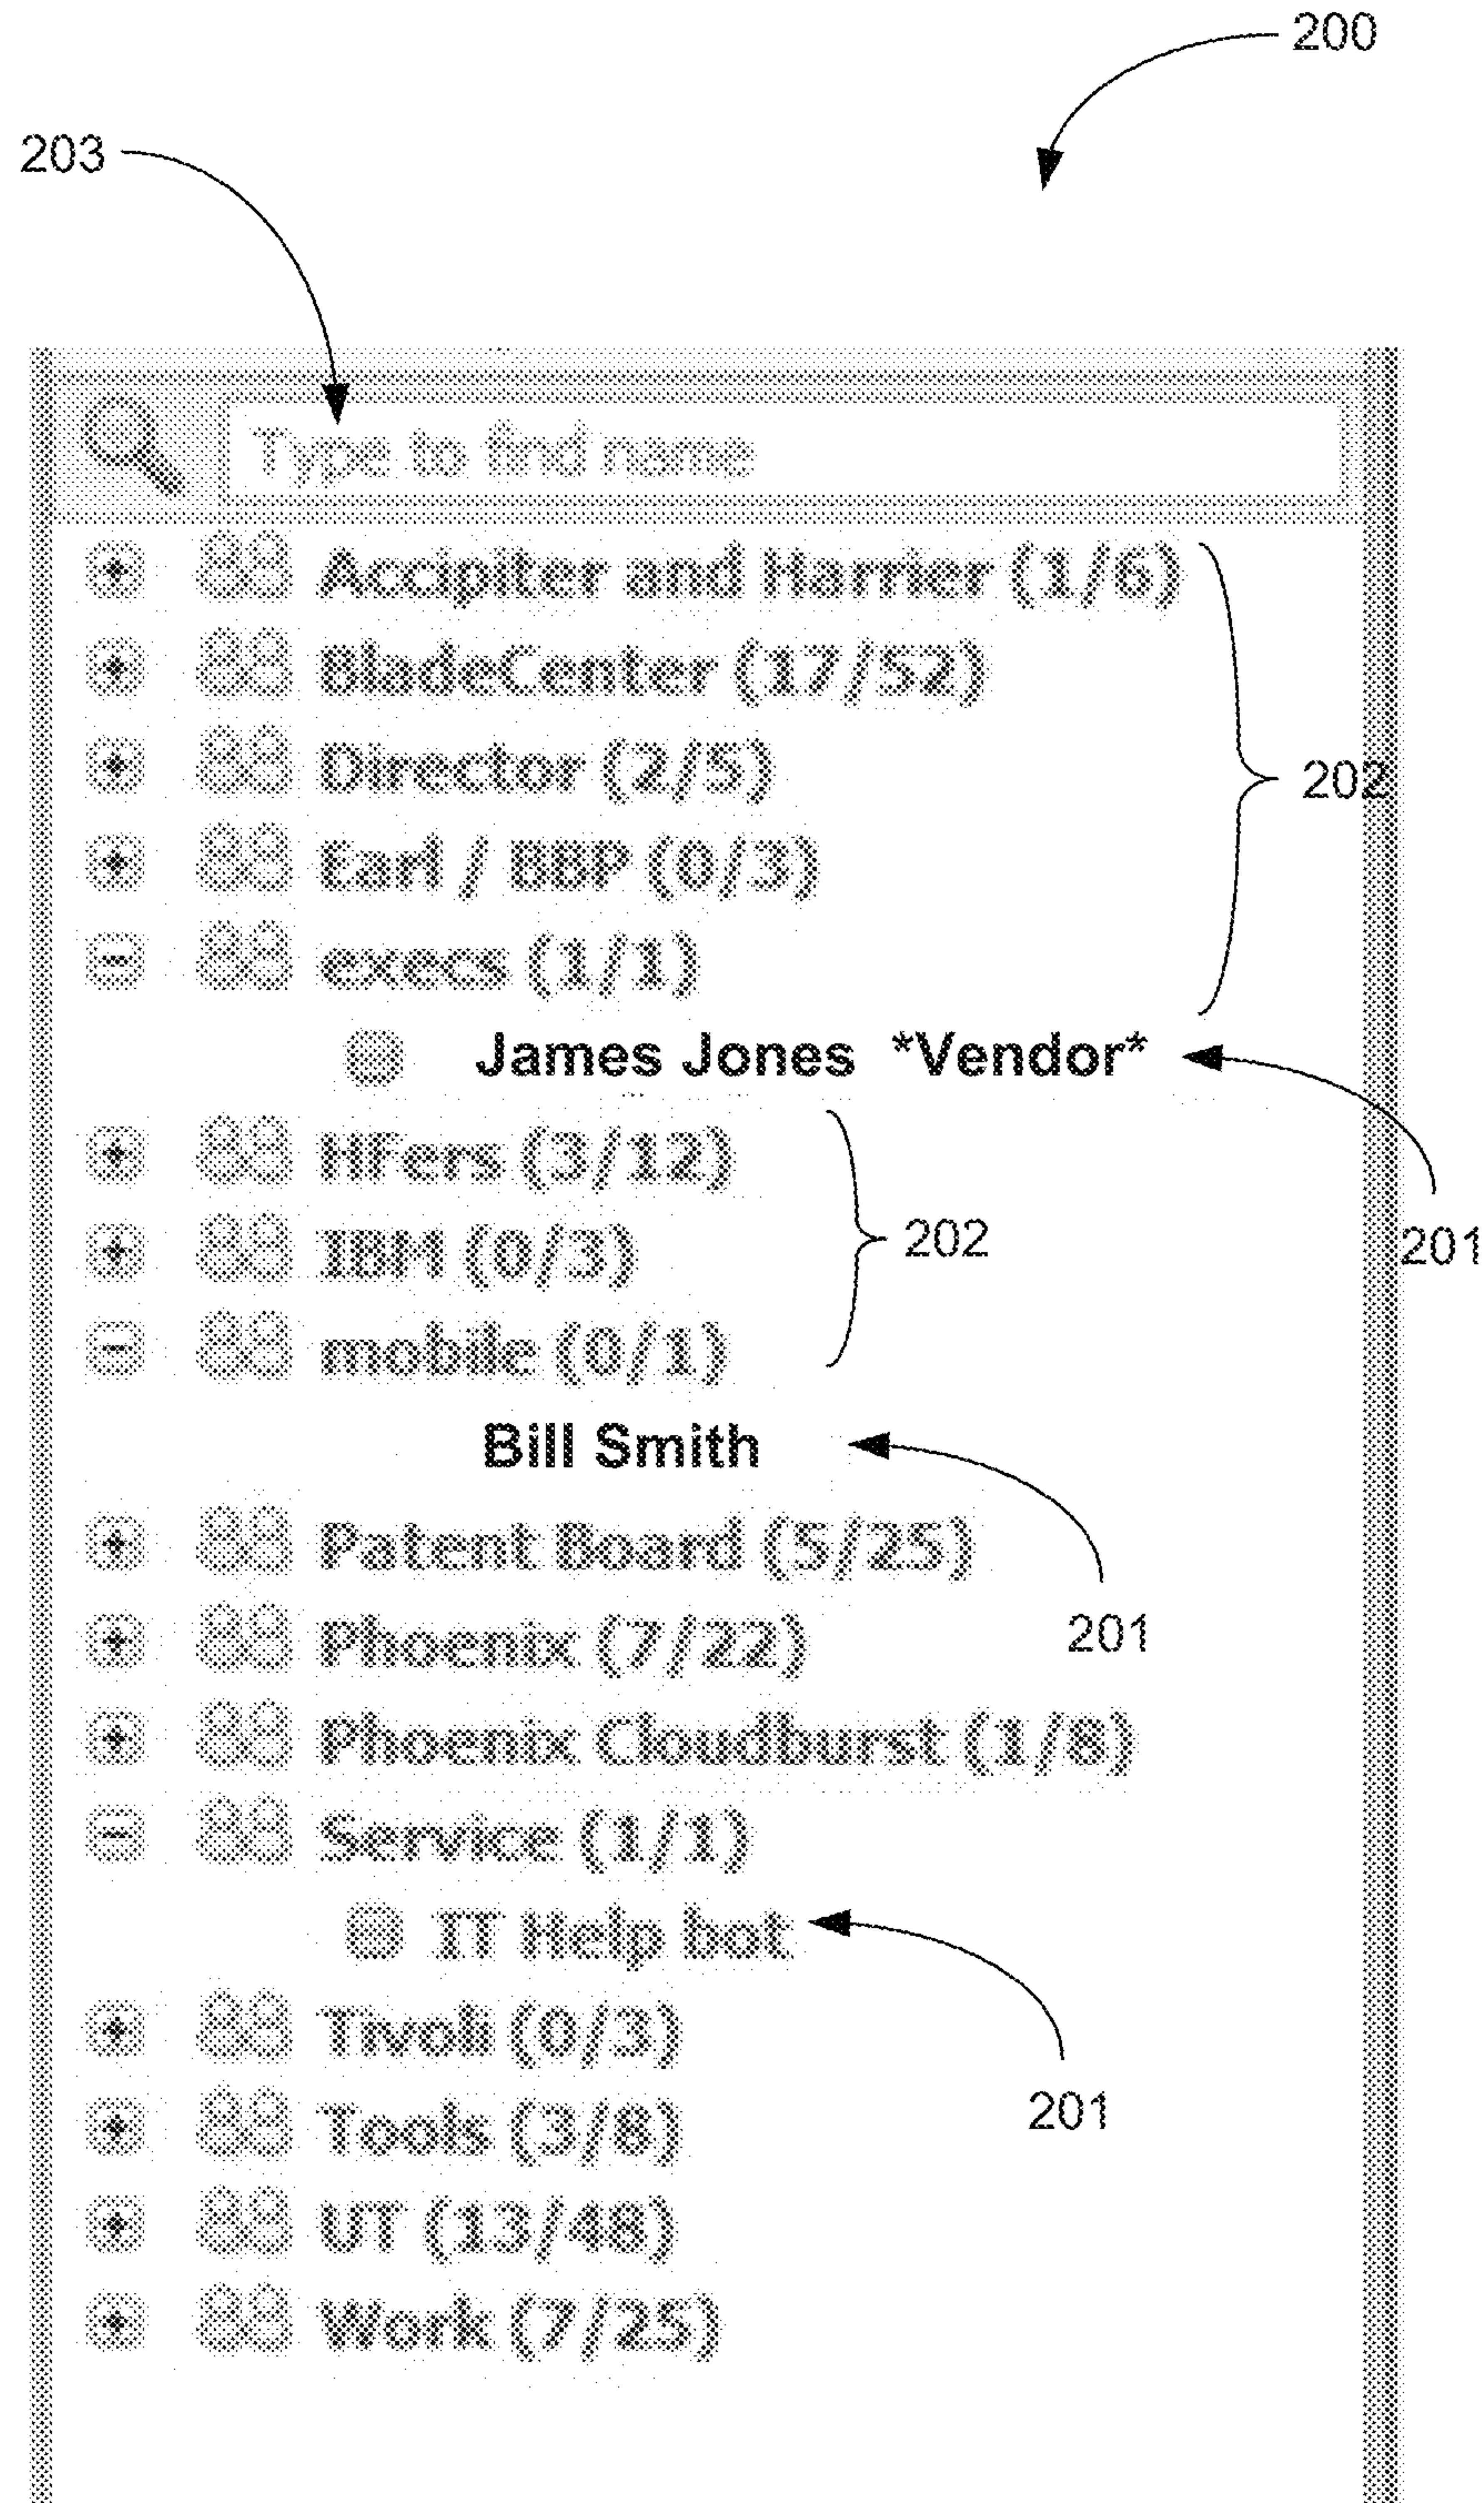 200
203
Type to find name
Accipiter and Harrier (1/6)
BladeCenter (17/52)
Director (2/5)
202
Earl / BBP (0/3)
execs (1/1)
James Jones *Vendor*
HFers (3/12)
202
201
IBM (0/3)
mobile (0/1)
Bill Smith
Patent Board (5/25)
201
Phoenix (7/22)
Phoenix Cloudburst (1/8)
Service (1/1)
IT Help bot
Tivoli (0/3)
201
Tools (3/8)
UT (13/48)
Work (7/25)